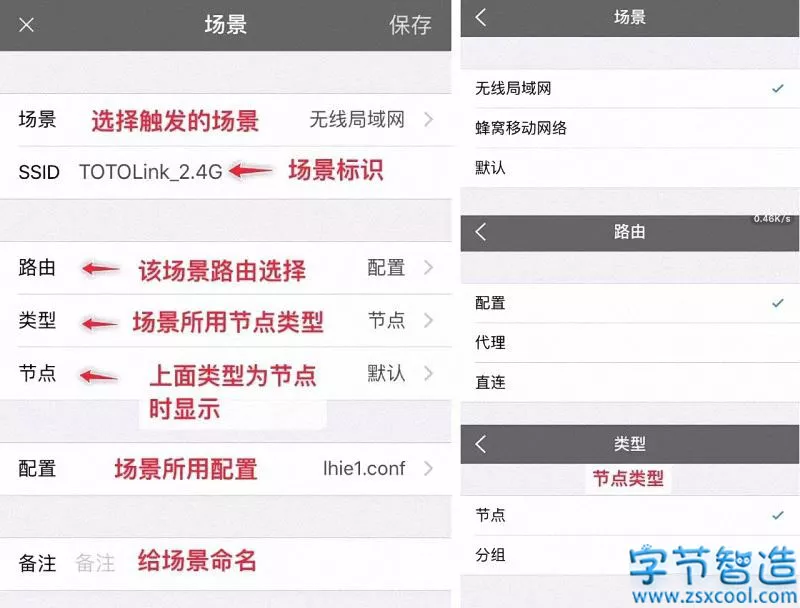 场景
保存
场景 选择触发的场景 无线局域网
SSID TOTOLink_2.4G 场景标识
路由 该场景路由选择 配置
类型 场景所用节点类型 节点
节点 上面类型为节点 默认
时显示
配置 场景所用配置 lhie1.conf
备注 备注 给场景命名
场景
无线局域网
蜂窝移动网络
默认
0.46K/s
路由
配置
代理
直连
类型
节点类型
节点
分组
字节智造
www.zsxcool.com